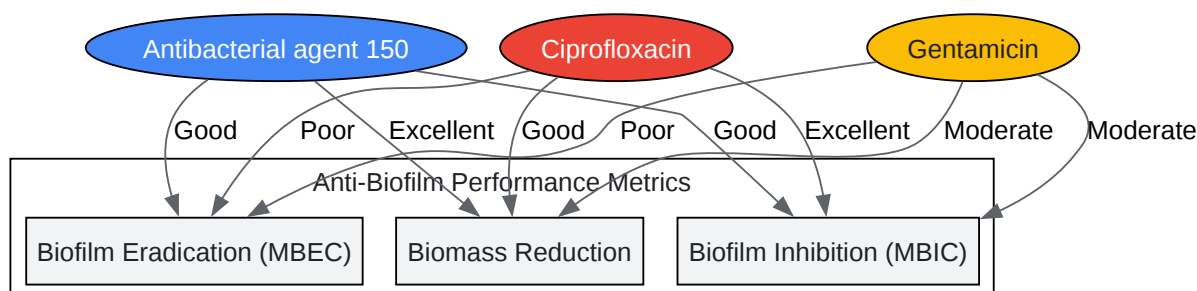 Antibacterial agent 150
Ciprofloxacin
Gentamicin
Good
Poor
Excellent
Good
Poor
Good
Excellent
Moderate
Moderate
Anti-Biofilm Performance Metrics
Biofilm Eradication (MBEC)
Biomass Reduction
Biofilm Inhibition (MBIC)